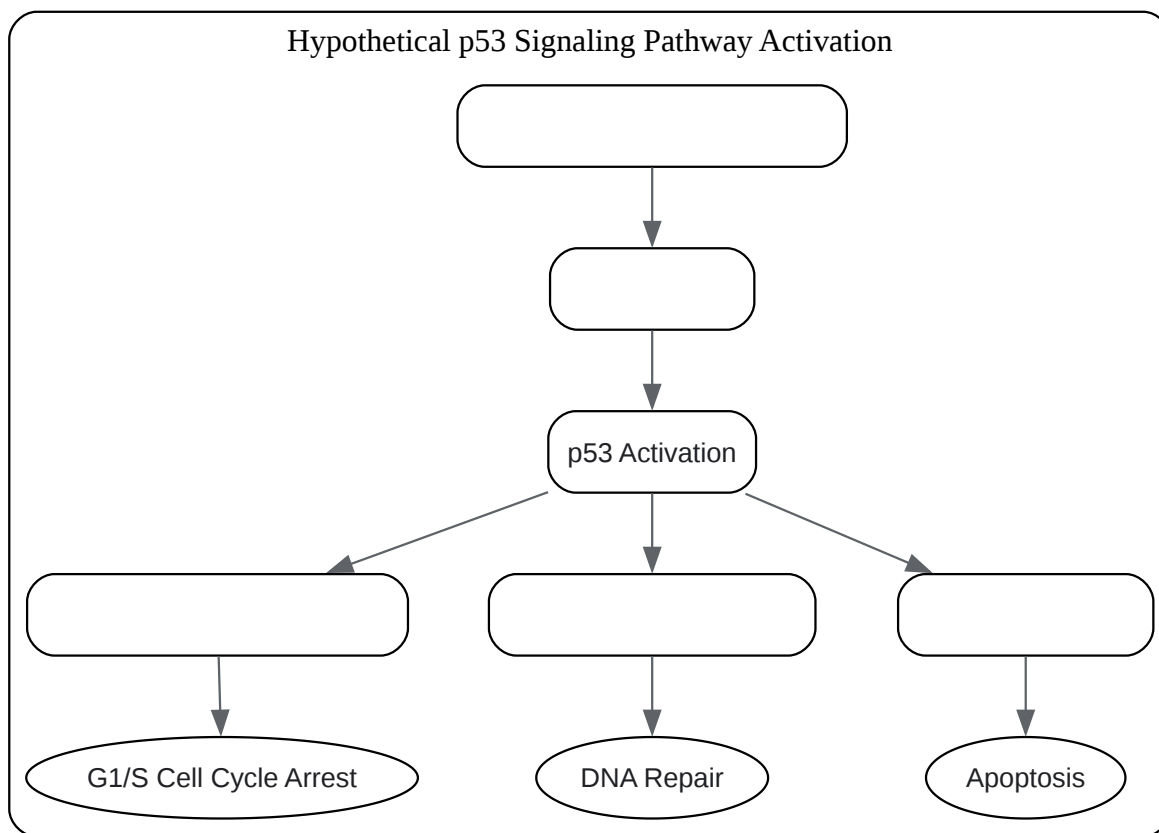 Hypothetical p53 Signaling Pathway Activation
p53 Activation
G1/S Cell Cycle Arrest
DNA Repair
Apoptosis